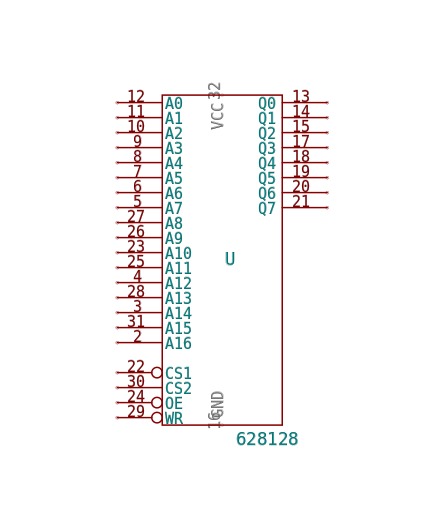 32
VCC
12 A0 Q0 13
11 A1 Q1 14
10 A2 Q2 15
9 A3 Q3 17
8 A4 Q4 18
7 A5 Q5 19
6 A6 Q6 20
5 A7 Q7 21
27 A8
26 A9
23 A10
U
25 A11
4 A12
28 A13
3 A14
31 A15
2 A16
22 CS1
30 CS2
24 OE
29 WR
GND
16
628128